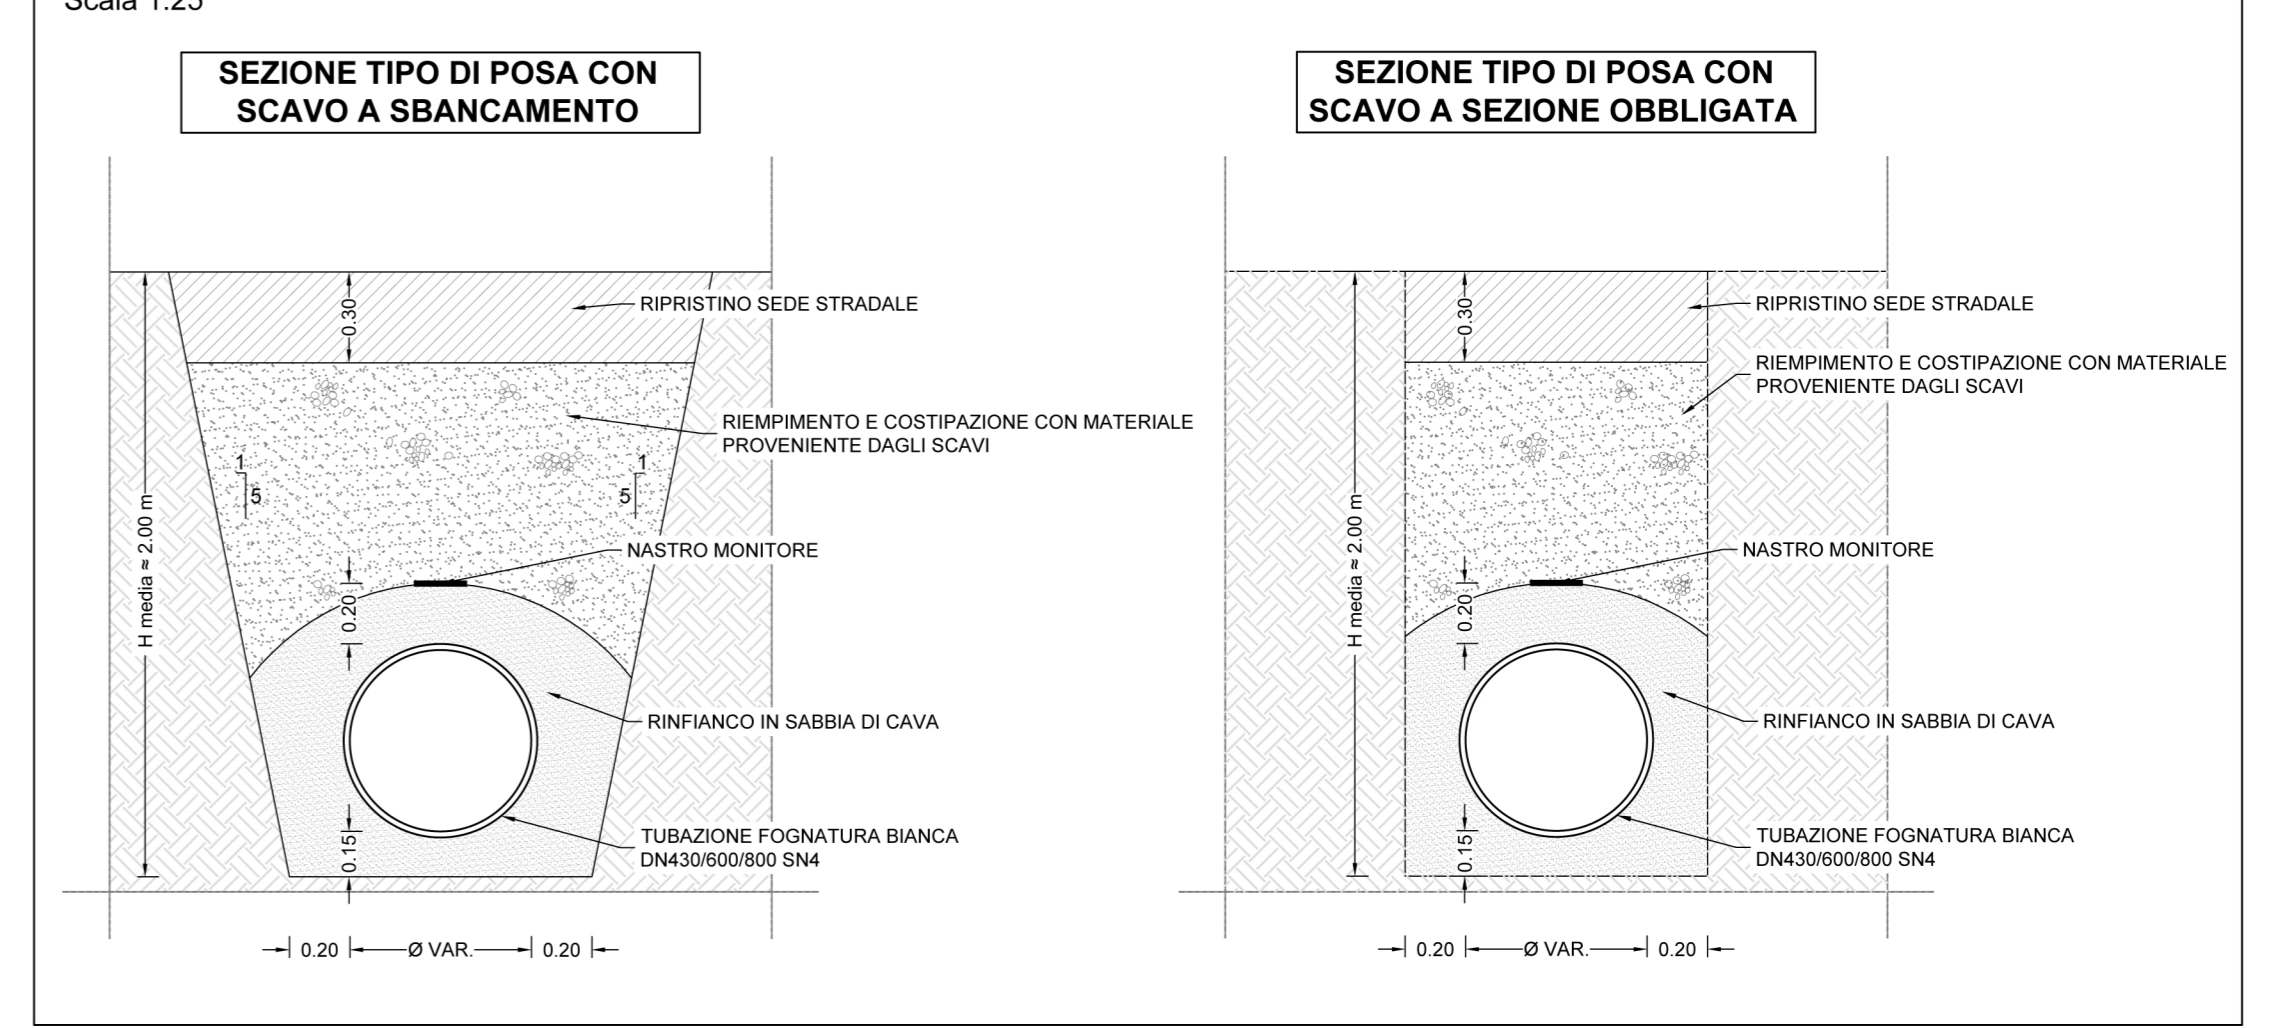 Scala 1:25
SEZIONE TIPO DI POSA CON
SCAVO A SBANCAMENTO
0.30
RIPRISTINO SEDE STRADALE
RIEMPIMENTO E COSTIPAZIONE CON MATERIALE
PROVENIENTE DAGLI SCAVI
1
5
1
5
H media ≈ 2.00 m
NASTRO MONITORE
0.20
RINFIANCO IN SABBIA DI CAVA
TUBAZIONE FOGNATURA BIANCA
DN430/600/800 SN4
0.15
0.20
Ø VAR.
0.20
SEZIONE TIPO DI POSA CON
SCAVO A SEZIONE OBBLIGATA
0.30
RIPRISTINO SEDE STRADALE
RIEMPIMENTO E COSTIPAZIONE CON MATERIALE
PROVENIENTE DAGLI SCAVI
H media ≈ 2.00 m
NASTRO MONITORE
0.20
RINFIANCO IN SABBIA DI CAVA
TUBAZIONE FOGNATURA BIANCA
DN430/600/800 SN4
0.15
0.20
Ø VAR.
0.20